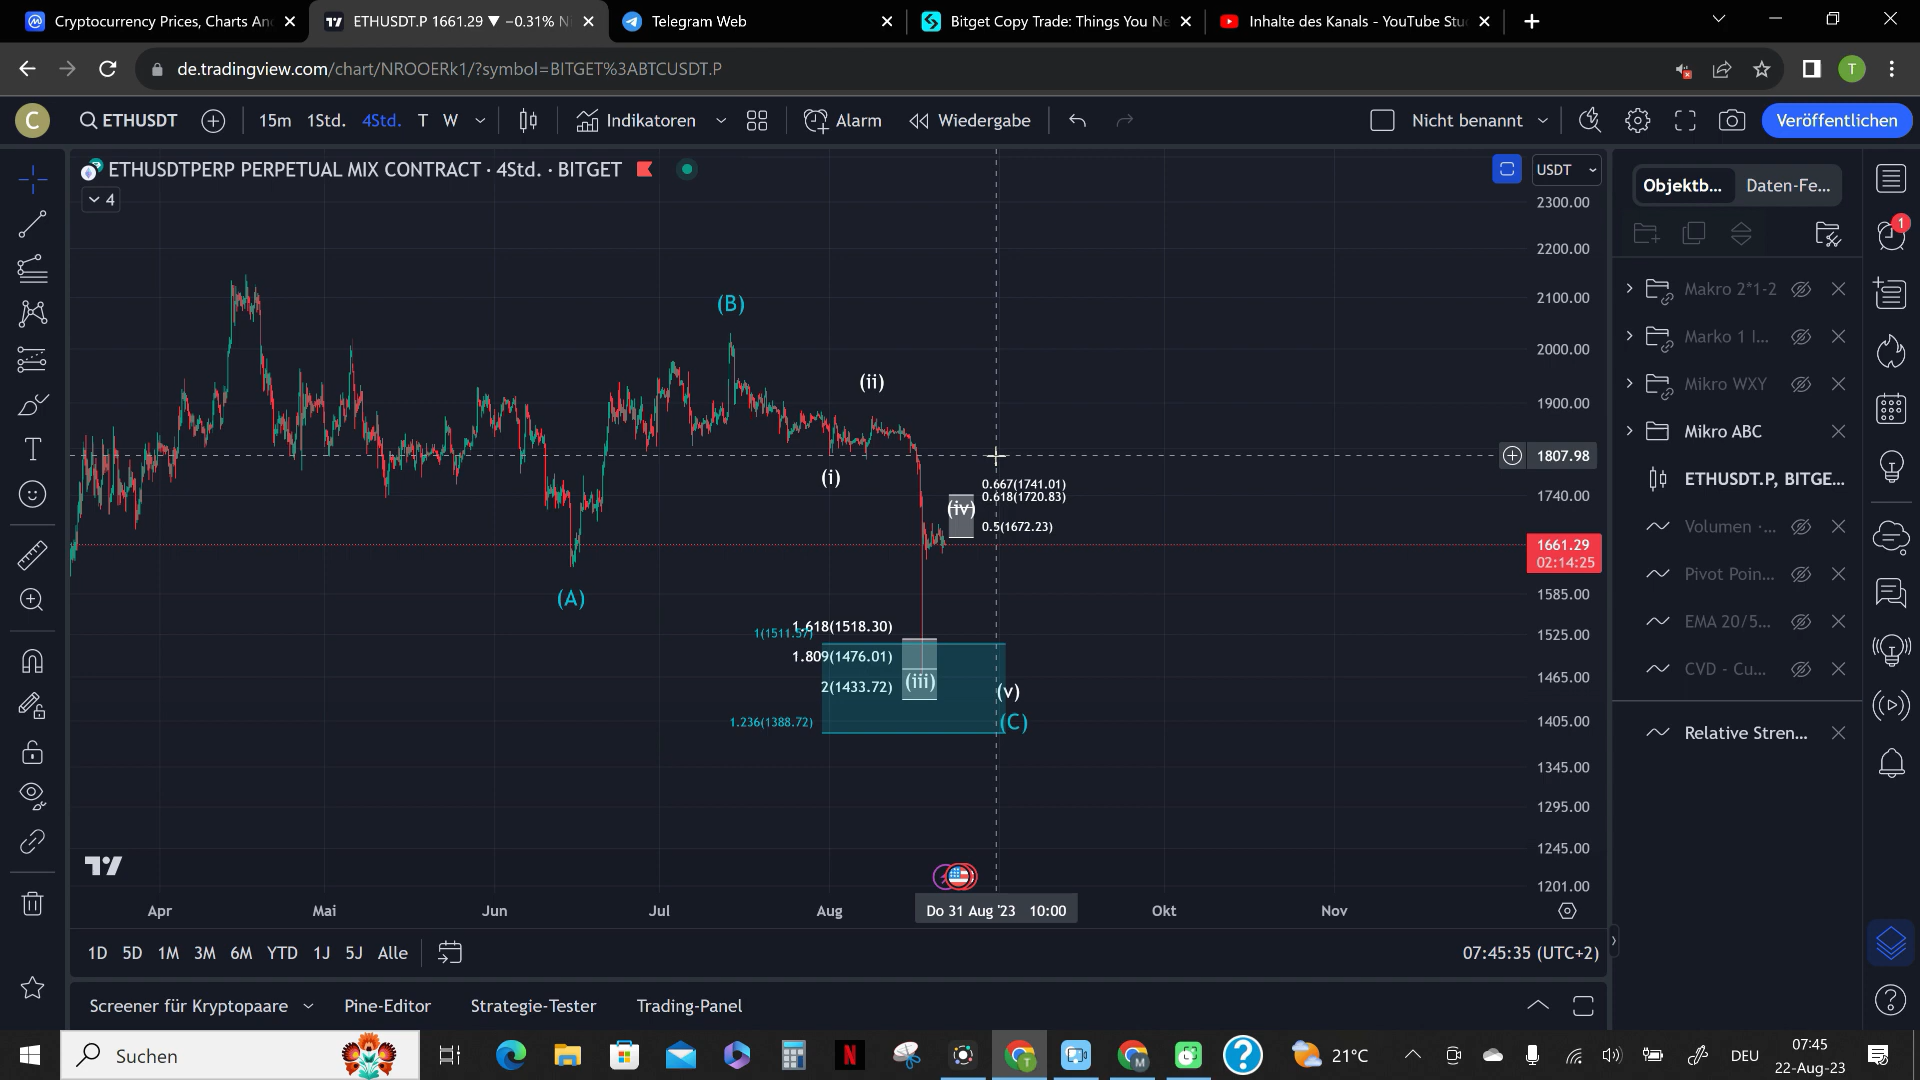 Cryptocurrency Prices, Charts An
ETHUSDT.P 1661.29 ▼ −0.31% N
Telegram Web
Bitget Copy Trade: Things You Ne
Inhalte des Kanals - YouTube Stu
de.tradingview.com/chart/NROOERk1/?symbol=BITGET%3ABTCUSDT.P
T
C
ETHUSDT
15m
1Std.
4Std.
T
W
Indikatoren
Alarm
Wiedergabe
Nicht benannt
Veröffentlichen
ETHUSDTPERP PERPETUAL MIX CONTRACT · 4Std. · BITGET
4
USDT
2300.00
2200.00
2100.00
2000.00
1900.00
1807.98
1740.00
1661.29
02:14:25
1585.00
1525.00
1465.00
1405.00
1345.00
1295.00
1245.00
1201.00
(B)
(ii)
(i)
(A)
0.667(1741.01)
0.618(1720.83)
(iv)
0.5(1672.23)
1.618(1518.30)
1(1511.57)
1.809(1476.01)
2(1433.72)
(iii)
(v)
1.236(1388.72)
(C)
Apr
Mai
Jun
Jul
Aug
Do 31 Aug '23 10:00
Okt
Nov
1D
5D
1M
3M
6M
YTD
1J
5J
Alle
07:45:35 (UTC+2)
Screener für Kryptopaare
Pine-Editor
Strategie-Tester
Trading-Panel
Objektb...
Daten-Fe...
Makro 2*1-2
Marko 1 l...
Mikro WXY
Mikro ABC
ETHUSDT.P, BITGE...
Volumen ·...
Pivot Poin...
EMA 20/5...
CVD - Cu...
Relative Stren...
1
Suchen
N
T
M
21°C
DEU
07:45
22-Aug-23